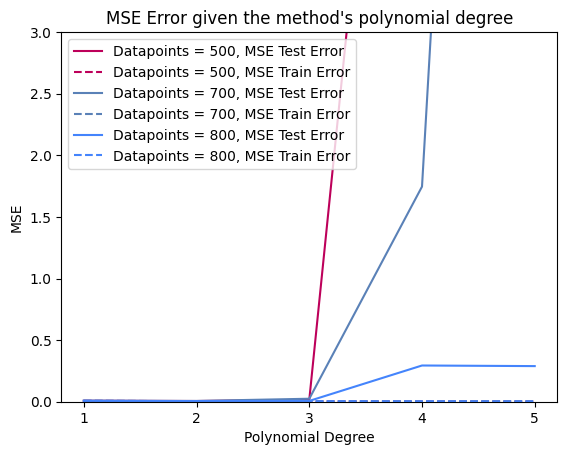 MSE Error given the method's polynomial degree
Datapoints = 500, MSE Test Error
Datapoints = 500, MSE Train Error
Datapoints = 700, MSE Test Error
Datapoints = 700, MSE Train Error
Datapoints = 800, MSE Test Error
Datapoints = 800, MSE Train Error
MSE
3.0
2.5
2.0
1.5
1.0
0.5
0.0
1 2 3 4 5
Polynomial Degree